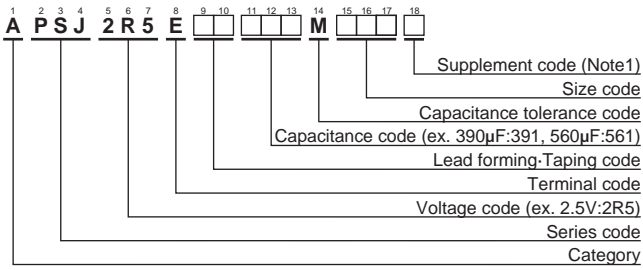 1 2 3 4 5 6 7 8 9 10 11 12 13 14 15 16 17 18
A P S J 2 R 5 E M
Supplement code (Note1)
Size code
Capacitance tolerance code
Capacitance code (ex. 390μF:391, 560μF:561)
Lead forming·Taping code
Terminal code
Voltage code (ex. 2.5V:2R5)
Series code
Category